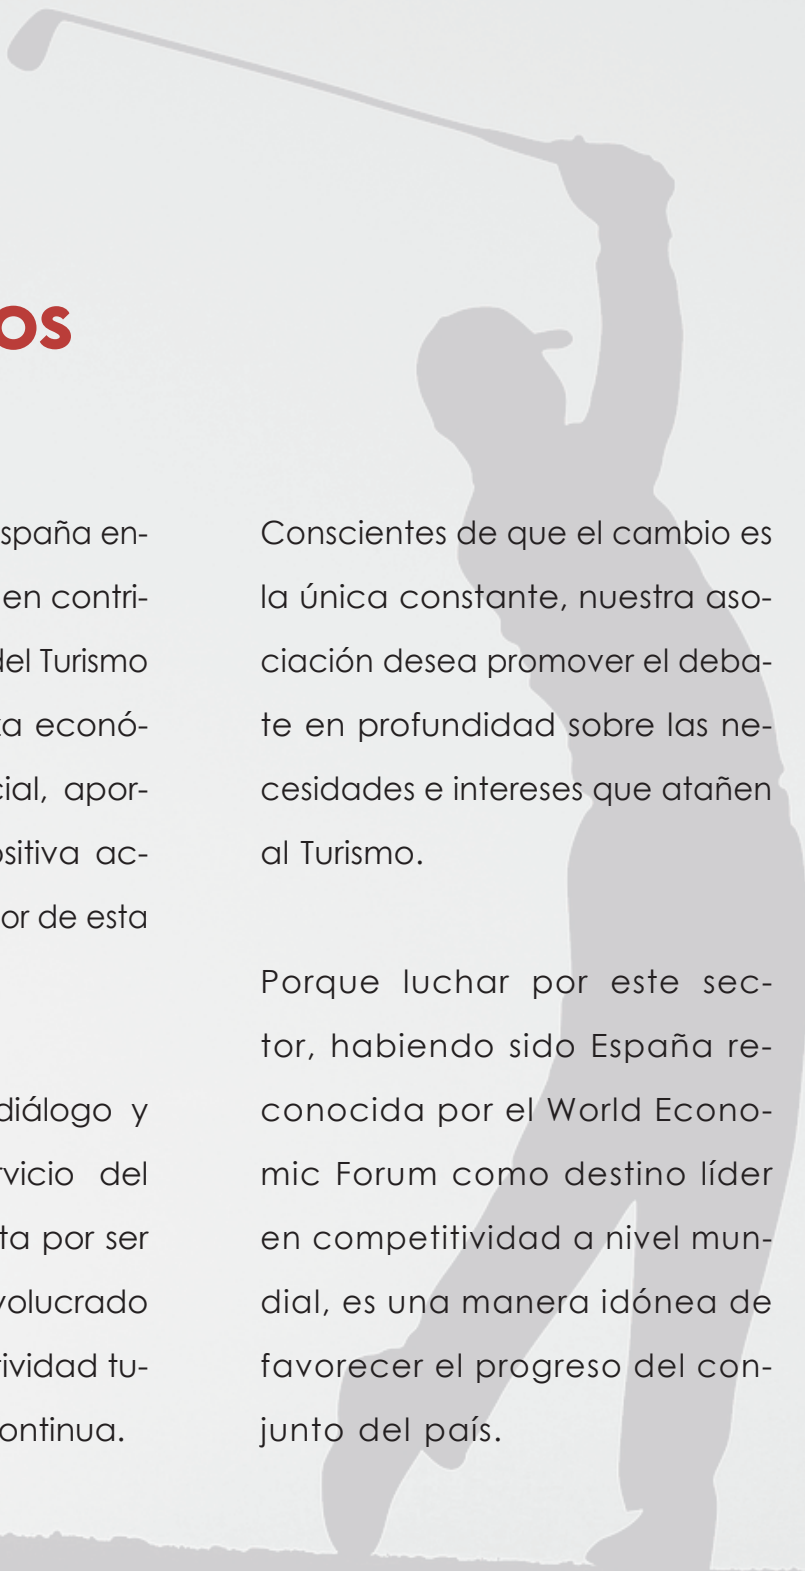 os
spaña en-
en contri-
del Turismo
za econó-
cial, apor-
ositiva ac-
or de esta
diálogo y
rvicio del
ta por ser
volucrado
tividad tu-
ontinua.
Conscientes de que el cambio es
la única constante, nuestra aso-
ciación desea promover el deba-
te en profundidad sobre las ne-
cesidades e intereses que atañen
al Turismo.
Porque luchar por este sec-
tor, habiendo sido España re-
conocida por el World Econo-
mic Forum como destino líder
en competitividad a nivel mun-
dial, es una manera idónea de
favorecer el progreso del con-
junto del país.